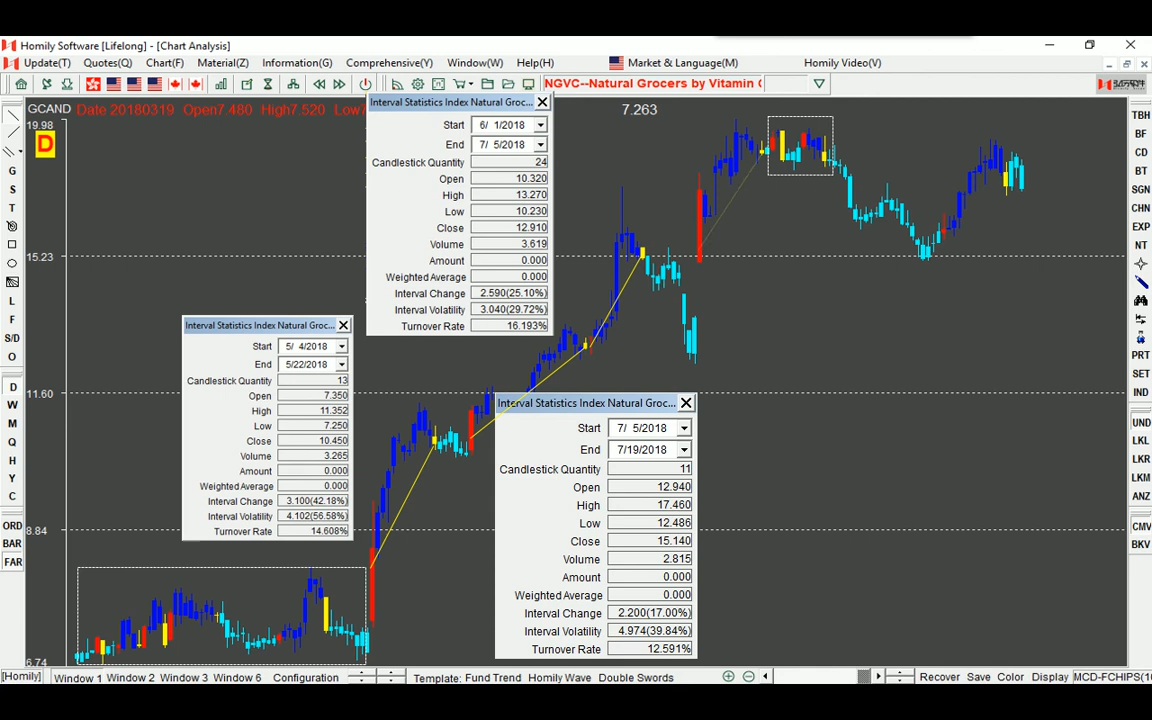 Homily Software [Lifelong] - [Chart Analysis]
Update(T) Quotes(Q) Chart(F) Material(Z) Information(G) Comprehensive(Y) Window(W) Help(H) Market & Language(M) Homily Video(V)
NGVC--Natural Grocers by Vitamin C
GCAND Date 20180319 Open7.480 High7.520 Low7
7.263
19.98
D
15.23
11.60
8.84
6.74
G
S
T
L
F
S/D
O
D
W
M
Q
H
Y
C
ORD
BAR
FAR
Interval Statistics Index Natural Groc...
Start 6/ 1/2018
End 7/ 5/2018
Candlestick Quantity 24
Open 10.320
High 13.270
Low 10.230
Close 12.910
Volume 3.619
Amount 0.000
Weighted Average 0.000
Interval Change 2.590(25.10%)
Interval Volatility 3.040(29.72%)
Turnover Rate 16.193%
Interval Statistics Index Natural Groc...
Start 5/ 4/2018
End 5/22/2018
Candlestick Quantity 13
Open 7.350
High 11.352
Low 7.250
Close 10.450
Volume 3.265
Amount 0.000
Weighted Average 0.000
Interval Change 3.100(42.18%)
Interval Volatility 4.102(56.58%)
Turnover Rate 14.608%
Interval Statistics Index Natural Groc...
Start 7/ 5/2018
End 7/19/2018
Candlestick Quantity 11
Open 12.940
High 17.460
Low 12.486
Close 15.140
Volume 2.815
Amount 0.000
Weighted Average 0.000
Interval Change 2.200(17.00%)
Interval Volatility 4.974(39.84%)
Turnover Rate 12.591%
TBH
BF
CD
BT
SGN
CHN
EXP
NT
PRT
SET
IND
UND
LKL
LKR
LKM
ANZ
CMV
BKV
[Homily] Window 1 Window 2 Window 3 Window 6 Configuration Template: Fund Trend Homily Wave Double Swords Recover Save Color Display MCD-FCHIPS(10